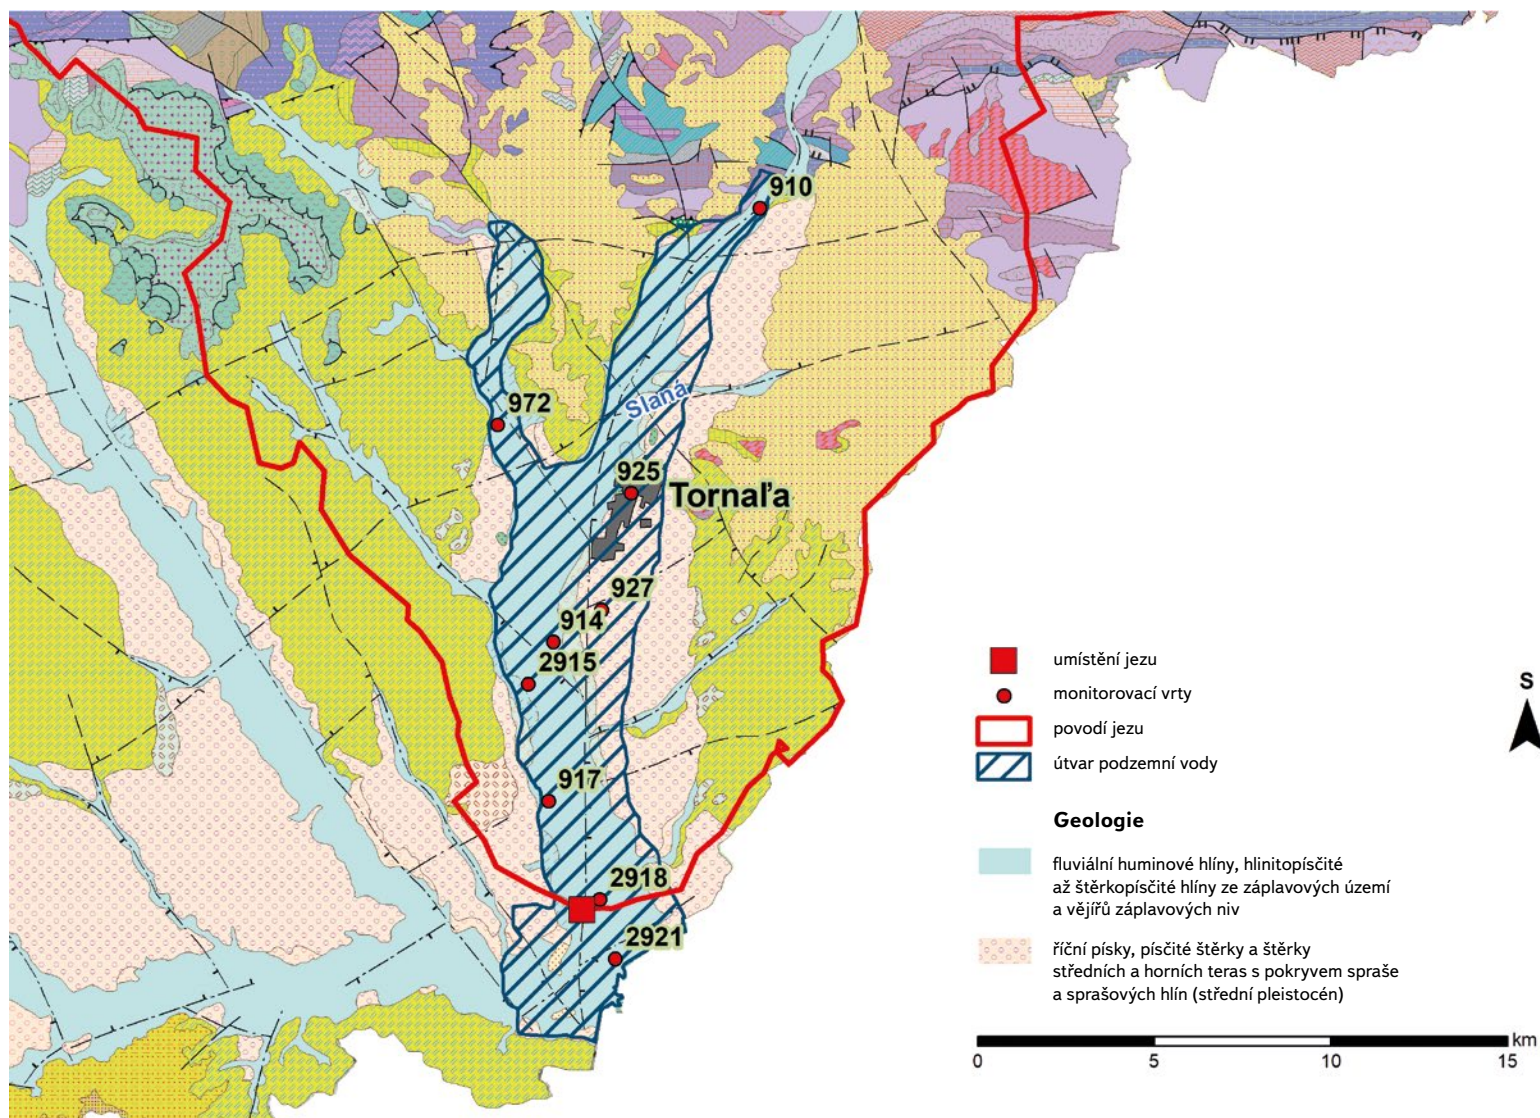 910
972
Slaná
925
Tornaľa
927
914
2915
917
2918
2921
umístění jezu
monitorovací vrty
povodí jezu
útvar podzemní vody
S
Geologie
fluviální huminové hlíny, hlinitopísčité
až štěrkopísčité hlíny ze záplavových území
a vějířů záplavových niv
říční písky, písčité štěrky a štěrky
středních a horních teras s pokryvem spraše
a sprašových hlín (střední pleistocén)
km
0 5 10 15